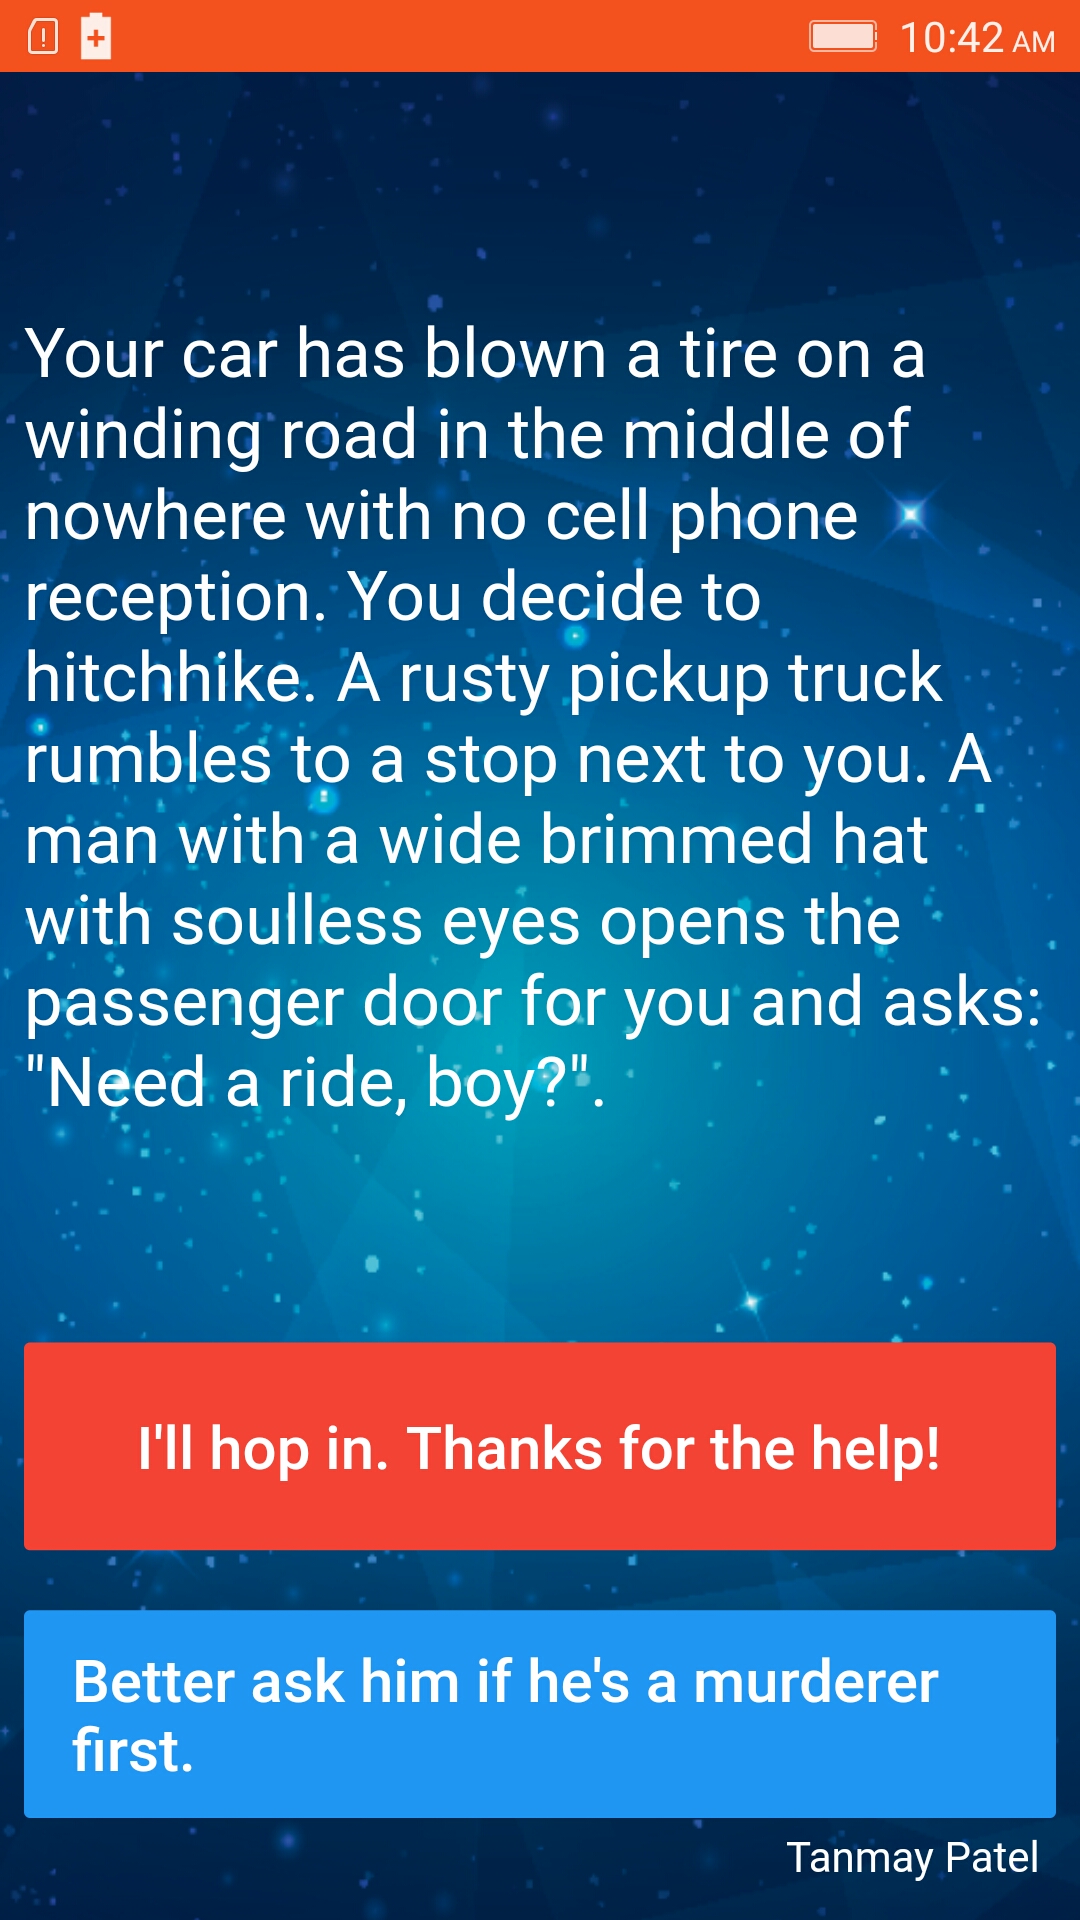 10:42 AM
Your car has blown a tire on a
winding road in the middle of
nowhere with no cell phone
reception. You decide to
hitchhike. A rusty pickup truck
rumbles to a stop next to you. A
man with a wide brimmed hat
with soulless eyes opens the
passenger door for you and asks:
"Need a ride, boy?".
I'll hop in. Thanks for the help!
Better ask him if he's a murderer
first.
Tanmay Patel